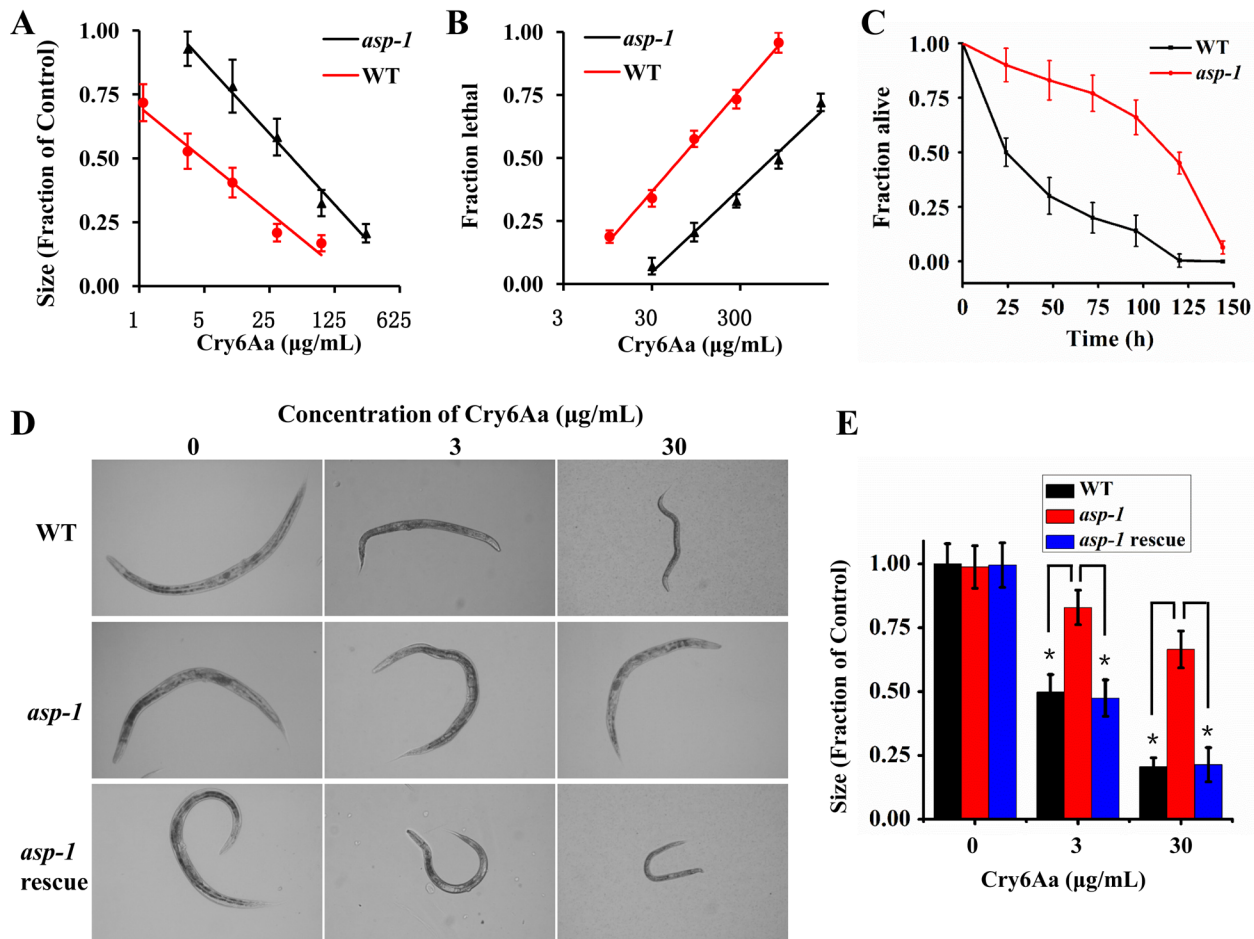 A
Size (Fraction of Control)
1.00
0.75
0.50
0.25
0.00
asp-1
WT
1 5 25 125 625
Cry6Aa (μg/mL)
B
Fraction lethal
1.00
0.75
0.50
0.25
0.00
asp-1
WT
3 30 300
Cry6Aa (μg/mL)
C
Fraction alive
1.00
0.75
0.50
0.25
0.00
WT
asp-1
0 25 50 75 100 125 150
Time (h)
D
Concentration of Cry6Aa (μg/mL)
0 3 30
WT
asp-1
asp-1
rescue
E
WT
asp-1
asp-1 rescue
Size (Fraction of Control)
1.00
0.75
0.50
0.25
0.00
* *
* *
0 3 30
Cry6Aa (μg/mL)